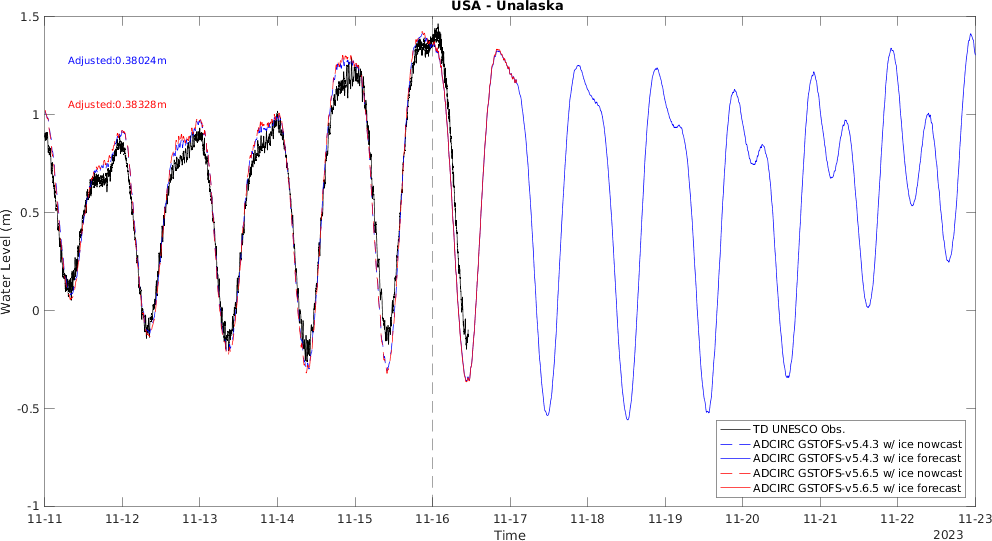 USA - Unalaska
Adjusted:0.38024m
Adjusted:0.38328m
Water Level (m)
1.5
1
0.5
0
-0.5
-1
TD UNESCO Obs.
ADCIRC GSTOFS-v5.4.3 w/ ice nowcast
ADCIRC GSTOFS-v5.4.3 w/ ice forecast
ADCIRC GSTOFS-v5.6.5 w/ ice nowcast
ADCIRC GSTOFS-v5.6.5 w/ ice forecast
11-11 11-12 11-13 11-14 11-15 11-16 11-17 11-18 11-19 11-20 11-21 11-22 11-23
Time
2023